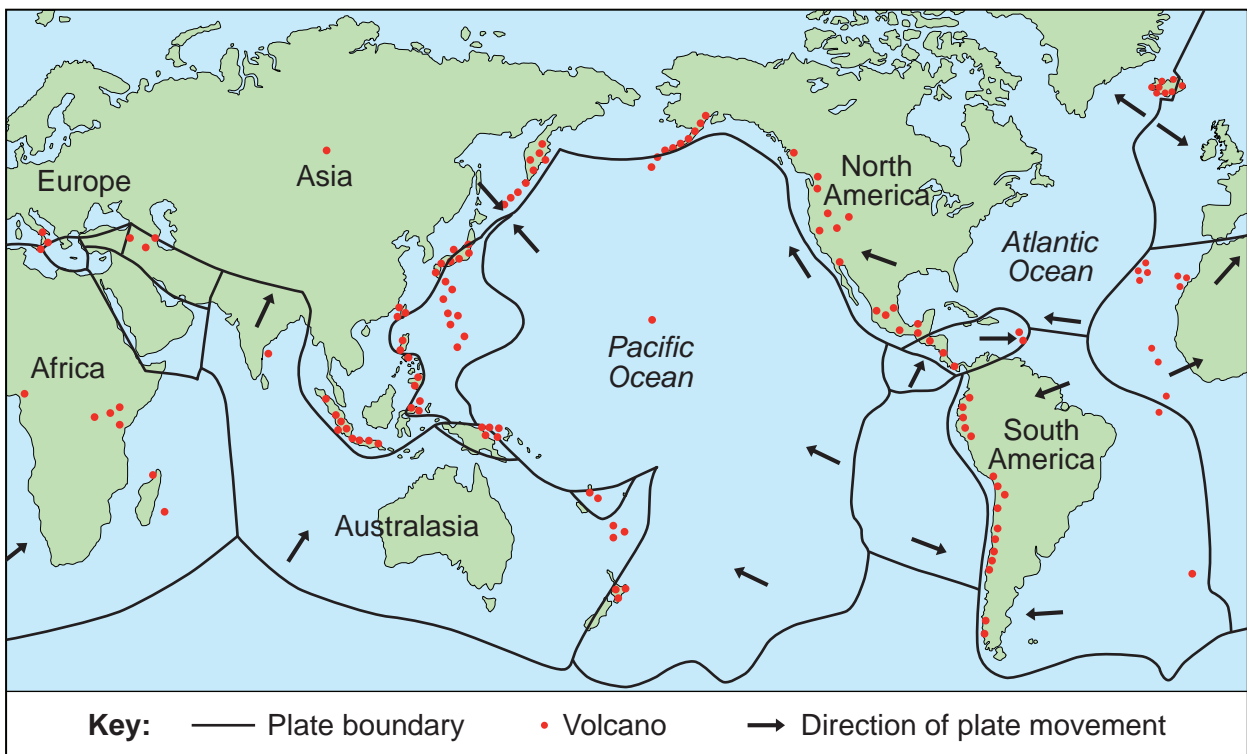 Europe
Asia
North
America
Atlantic
Ocean
Africa
Pacific
Ocean
South
America
Australasia
Key: Plate boundary Volcano Direction of plate movement